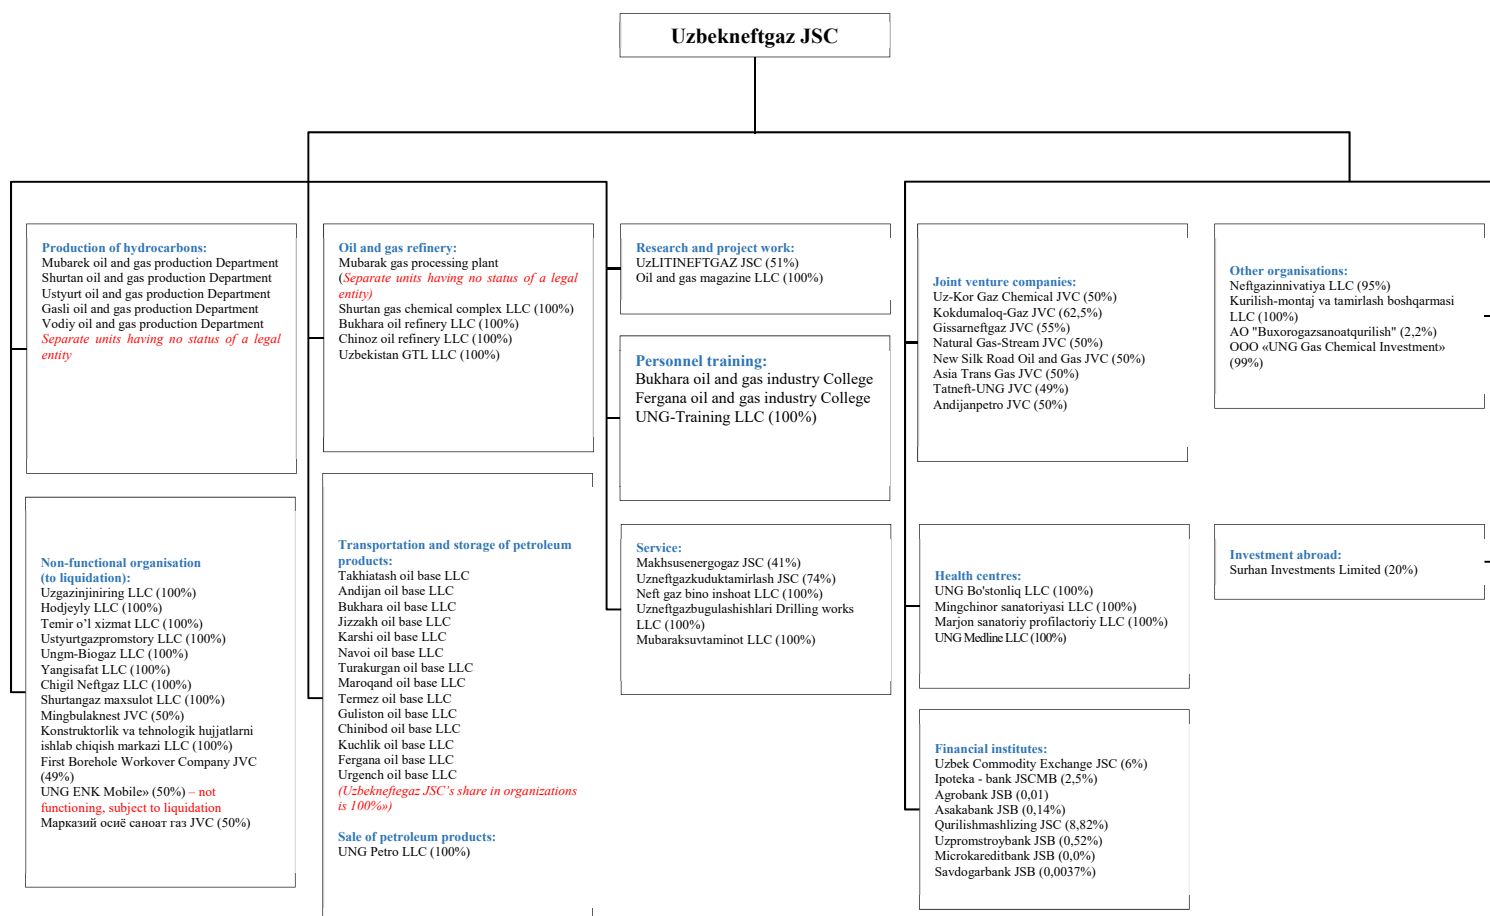 Uzbekneftgaz JSC
Production of hydrocarbons:
Mubarek oil and gas production Department
Shurtan oil and gas production Department
Ustyurt oil and gas production Department
Gasli oil and gas production Department
Vodiy oil and gas production Department
Separate units having no status of a legal
entity
Non-functional organisation
(to liquidation):
Uzgazinjiniring LLC (100%)
Hodjeyly LLC (100%)
Temir o’l xizmat LLC (100%)
Ustyurtgazpromstory LLC (100%)
Ungm-Biogaz LLC (100%)
Yangisafat LLC (100%)
Chigil Neftgaz LLC (100%)
Shurtangaz maxsulot LLC (100%)
Mingbulaknest JVC (50%)
Konstruktorlik va tehnologik hujjatlarni
ishlab chiqish markazi LLC (100%)
First Borehole Workover Company JVC
(49%)
UNG ENK Mobile» (50%) – not
functioning, subject to liquidation
Марказий осиё саноат газ JVC (50%)
Oil and gas refinery:
Mubarak gas processing plant
(Separate units having no status of a legal
entity)
Shurtan gas chemical complex LLC (100%)
Bukhara oil refinery LLC (100%)
Chinoz oil refinery LLC (100%)
Uzbekistan GTL LLC (100%)
Transportation and storage of petroleum
products:
Takhiatash oil base LLC
Andijan oil base LLC
Bukhara oil base LLC
Jizzakh oil base LLC
Karshi oil base LLC
Navoi oil base LLC
Turakurgan oil base LLC
Maroqand oil base LLC
Termez oil base LLC
Guliston oil base LLC
Chinibod oil base LLC
Kuchlik oil base LLC
Fergana oil base LLC
Urgench oil base LLC
(Uzbekneftegaz JSC’s share in organizations
is 100%»)
Sale of petroleum products:
UNG Petro LLC (100%)
Research and project work:
UzLITINEFTGAZ JSC (51%)
Oil and gas magazine LLC (100%)
Personnel training:
Bukhara oil and gas industry College
Fergana oil and gas industry College
UNG-Training LLC (100%)
Service:
Makhsusenergogaz JSC (41%)
Uzneftgazkuduktamirlash JSC (74%)
Neft gaz bino inshoat LLC (100%)
Uzneftgazbugulashishlari Drilling works
LLC (100%)
Mubaraksuvtaminot LLC (100%)
Joint venture companies:
Uz-Kor Gaz Chemical JVC (50%)
Kokdumaloq-Gaz JVC (62,5%)
Gissarneftgaz JVC (55%)
Natural Gas-Stream JVC (50%)
New Silk Road Oil and Gas JVC (50%)
Asia Trans Gas JVC (50%)
Tatneft-UNG JVC (49%)
Andijanpetro JVC (50%)
Health centres:
UNG Bo'stonliq LLC (100%)
Mingchinor sanatoriyasi LLC (100%)
Marjon sanatoriy profilactoriy LLC (100%)
UNG Medline LLC (100%)
Financial institutes:
Uzbek Commodity Exchange JSC (6%)
Ipoteka - bank JSCMB (2,5%)
Agrobank JSB (0,01)
Asakabank JSB (0,14%)
Qurilishmashlizing JSC (8,82%)
Uzpromstroybank JSB (0,52%)
Microkareditbank JSB (0,0%)
Savdogarbank JSB (0,0037%)
Other organisations:
Neftgazinnivatiya LLC (95%)
Kurilish-montaj va tamirlash boshqarmasi
LLC (100%)
AO "Buxorogazsanoatqurilish" (2,2%)
OOO «UNG Gas Chemical Investment»
(99%)
Investment abroad:
Surhan Investments Limited (20%)